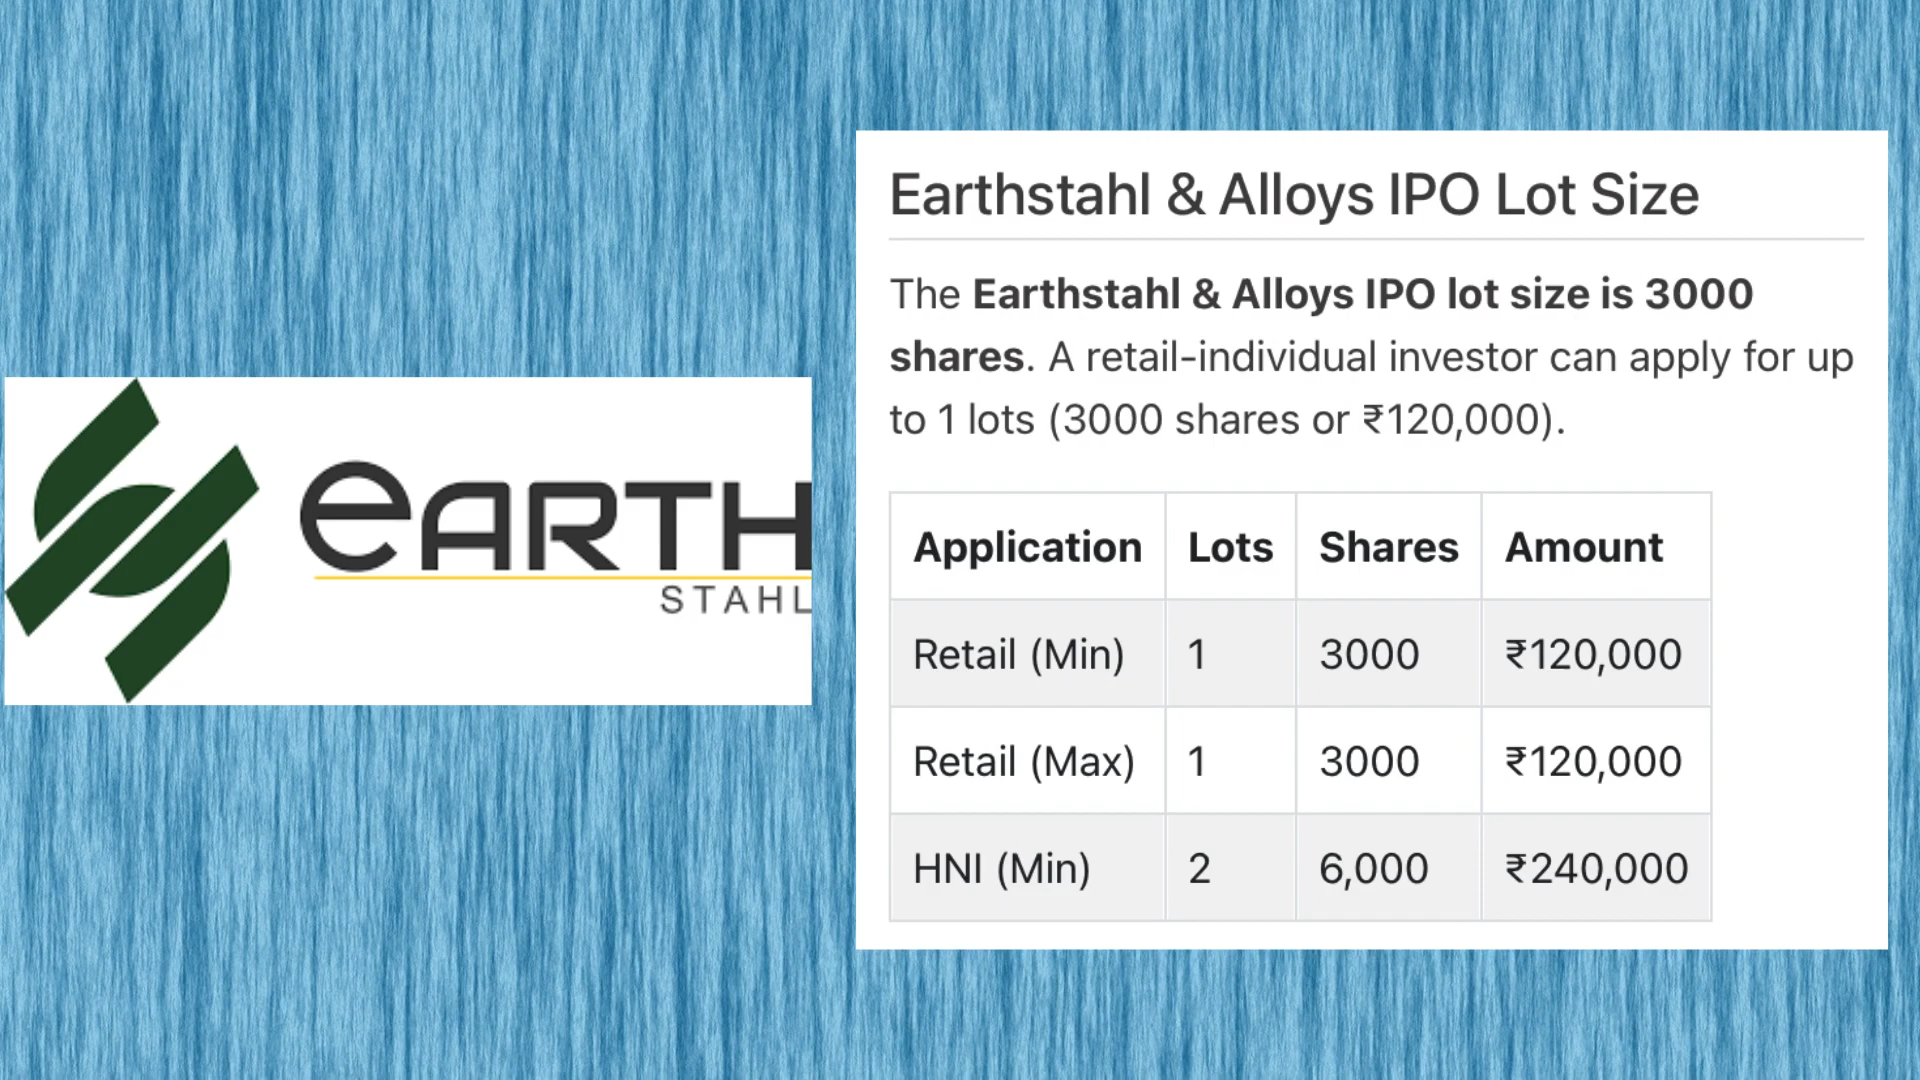 eARTH
STAHL
Earthstahl & Alloys IPO Lot Size
The Earthstahl & Alloys IPO lot size is 3000
shares. A retail-individual investor can apply for up
to 1 lots (3000 shares or ₹120,000).
Application Lots Shares Amount
Retail (Min) 1 3000 ₹120,000
Retail (Max) 1 3000 ₹120,000
HNI (Min) 2 6,000 ₹240,000